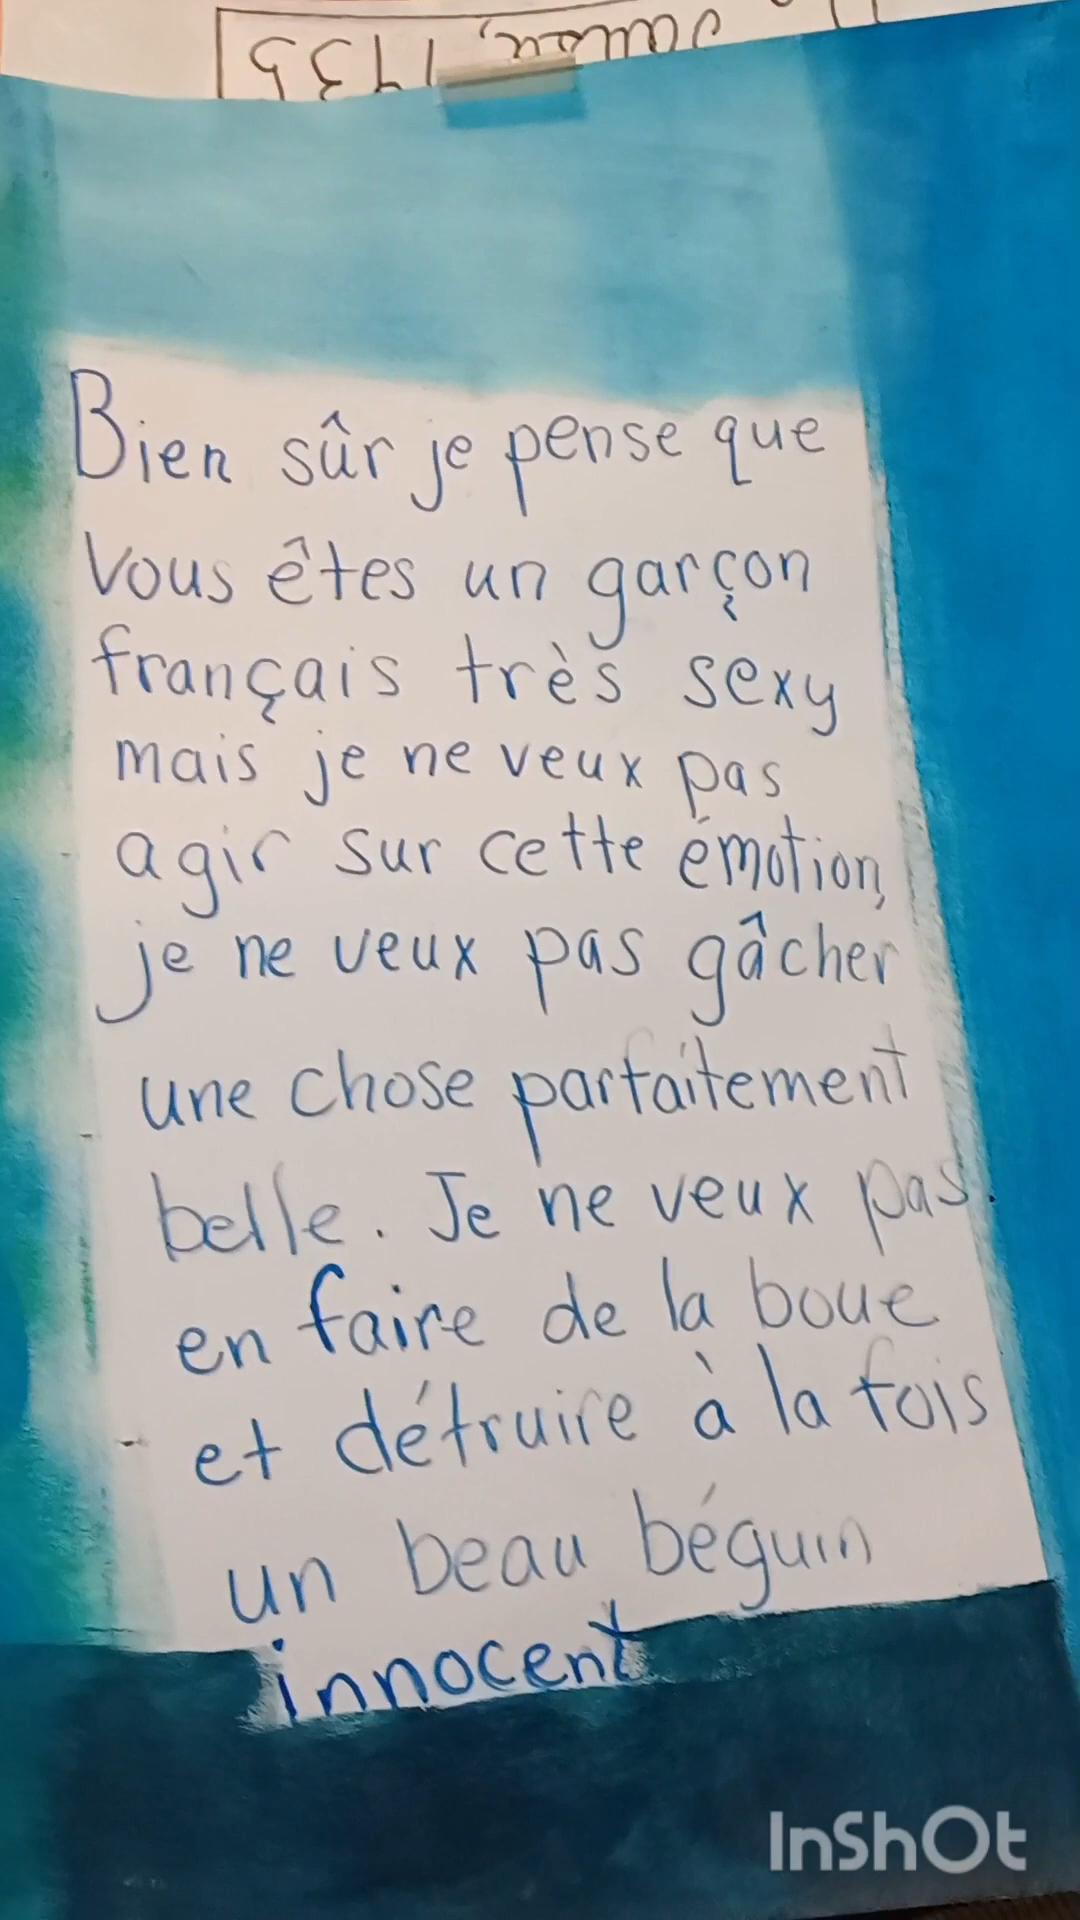 Bien sûr je pense que
vous êtes un garçon
français très sexy
mais je ne veux pas
agir sur cette émotion,
je ne veux pas gâcher
une chose parfaitement
belle. Je ne veux pas
en faire de la boue
et détruire à la fois
un beau béguin
innocent
InShOt